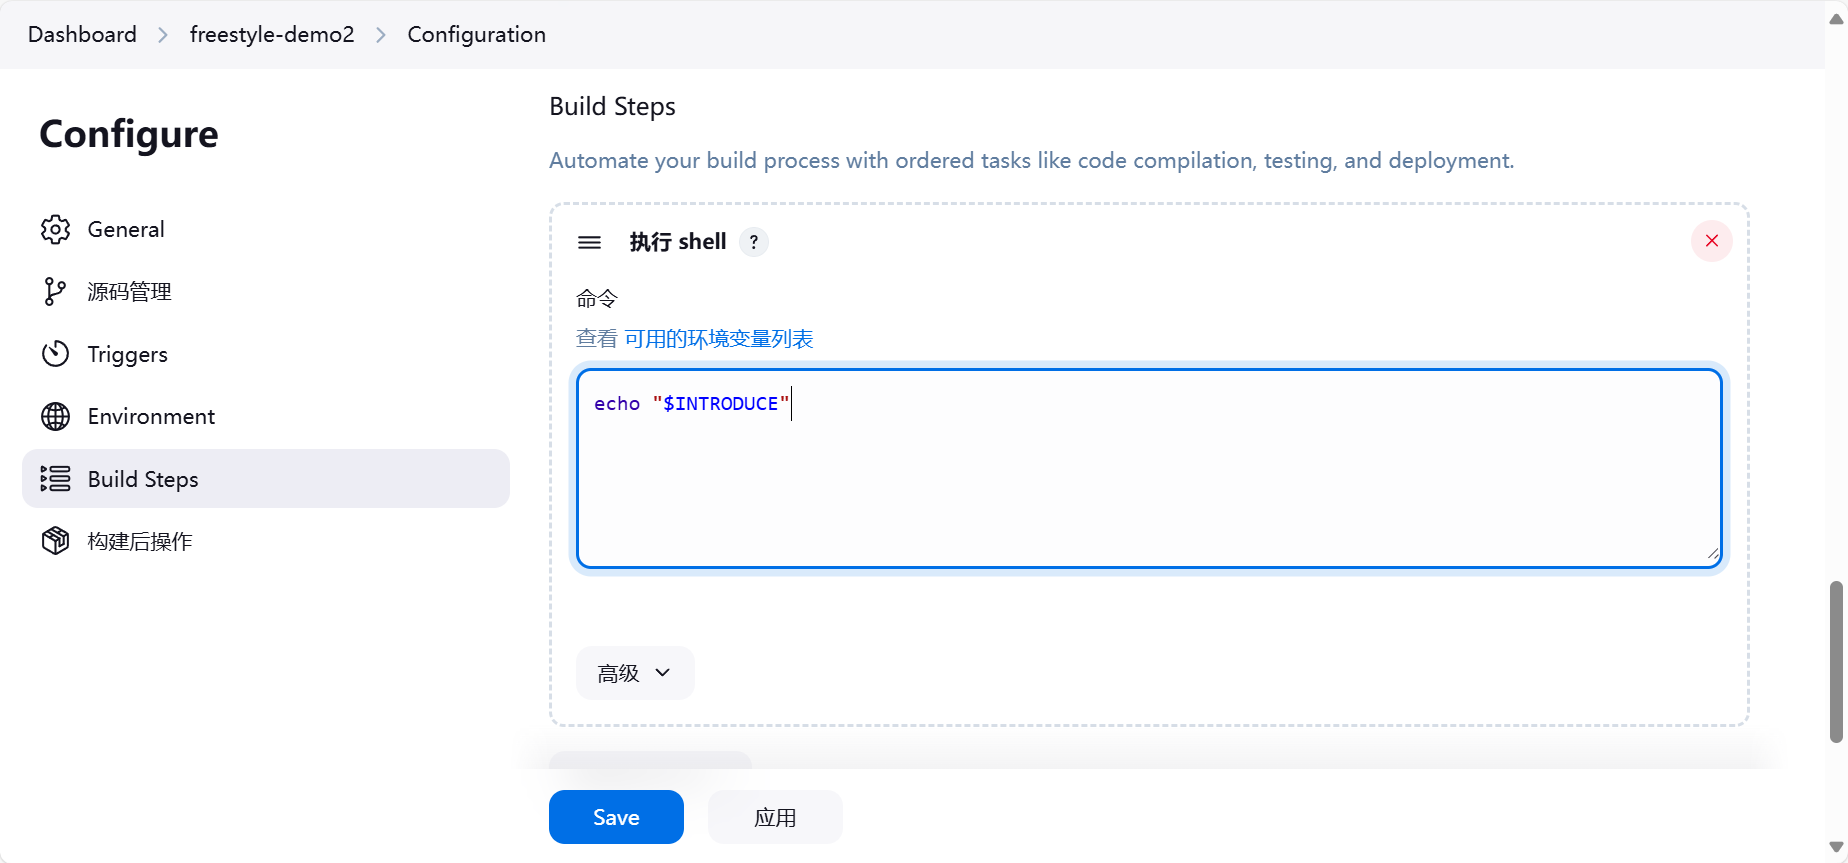 Dashboard > freestyle-demo2 > Configuration
Configure
General
源码管理
Triggers
Environment
Build Steps
构建后操作
Build Steps
Automate your build process with ordered tasks like code compilation, testing, and deployment.
执行 shell ?
命令
查看 可用的环境变量列表
echo "$INTRODUCE"
高级
Save 应用